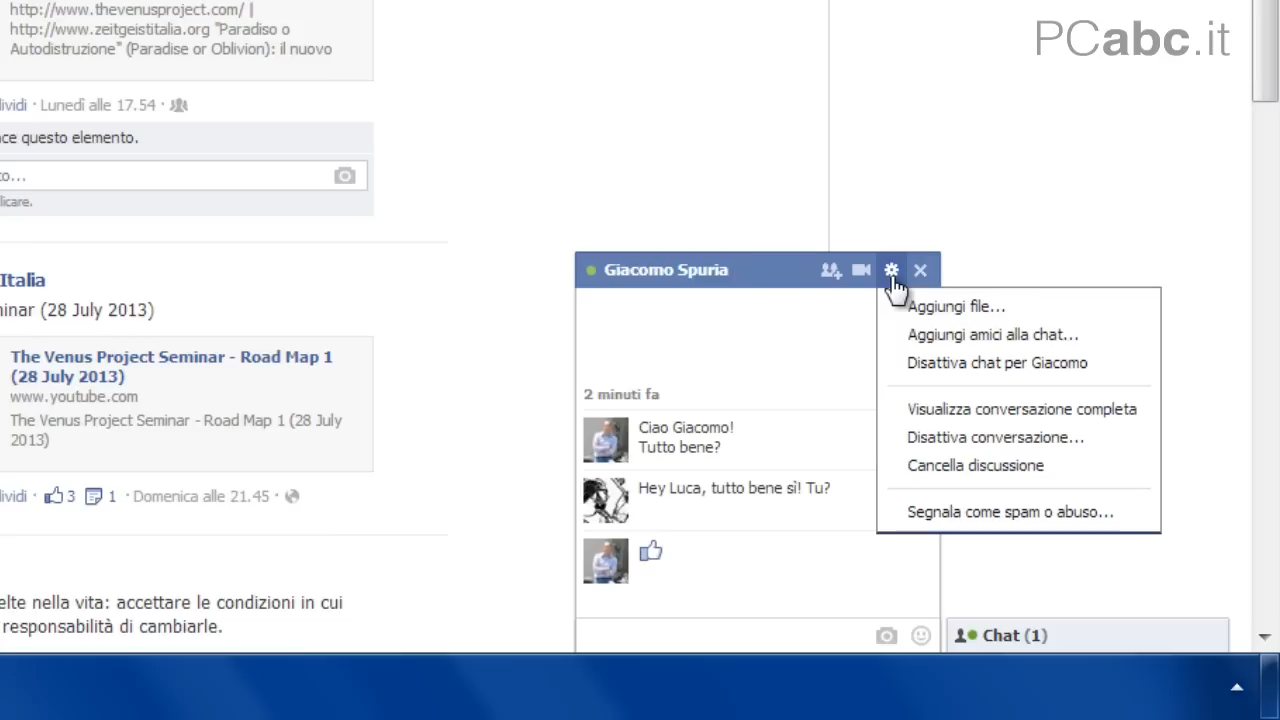 http://www.thevenusproject.com/ |
http://www.zeitgeistitalia.org "Paradiso o
Autodistruzione" (Paradise or Oblivion): il nuovo
PCabc.it
ividi · Lunedì alle 17.54 ·
ce questo elemento.
to...
licare.
Italia
inar (28 July 2013)
The Venus Project Seminar - Road Map 1
(28 July 2013)
www.youtube.com
The Venus Project Seminar - Road Map 1 (28 July
2013)
ividi · 3 1 · Domenica alle 21.45 ·
elte nella vita: accettare le condizioni in cui
responsabilità di cambiarle.
Giacomo Spuria
2 minuti fa
Ciao Giacomo!
Tutto bene?
Hey Luca, tutto bene sì! Tu?
Aggiungi file...
Aggiungi amici alla chat...
Disattiva chat per Giacomo
Visualizza conversazione completa
Disattiva conversazione...
Cancella discussione
Segnala come spam o abuso...
Chat (1)